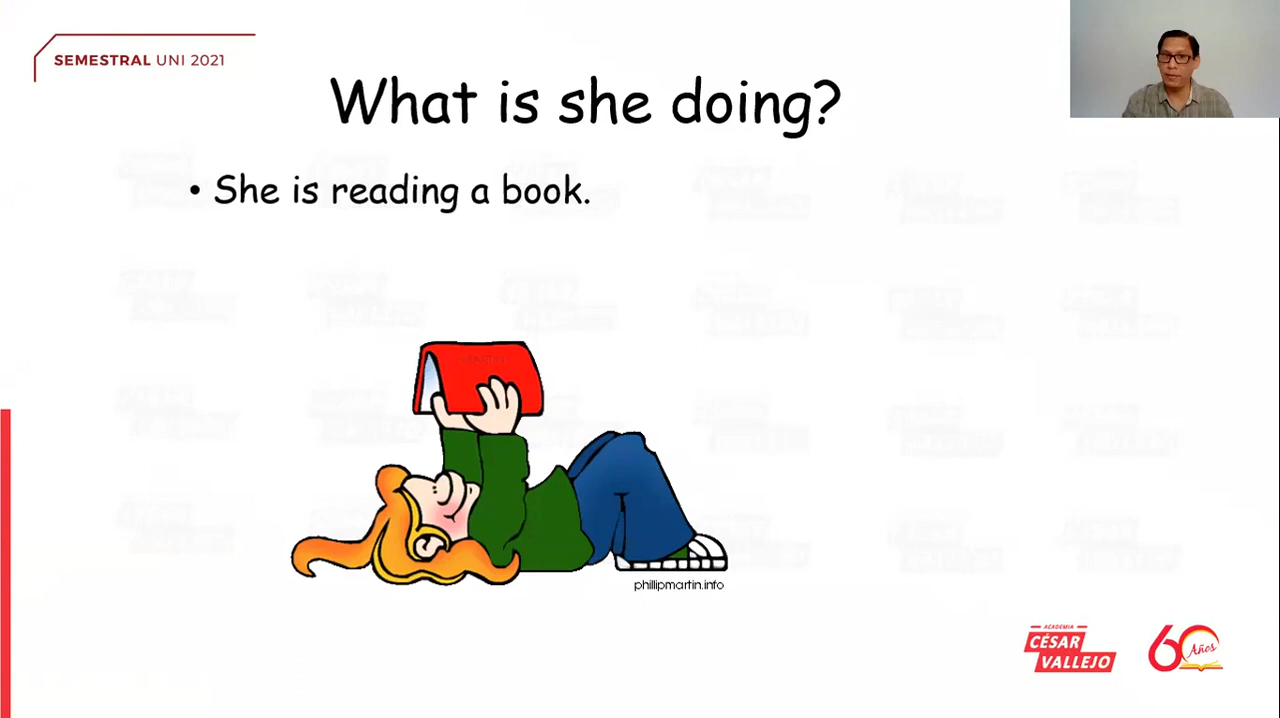 SEMESTRAL UNI 2021
What is she doing?
• She is reading a book.
phillipmartin.info
ACADEMIA
CÉSAR
VALLEJO
60
Años